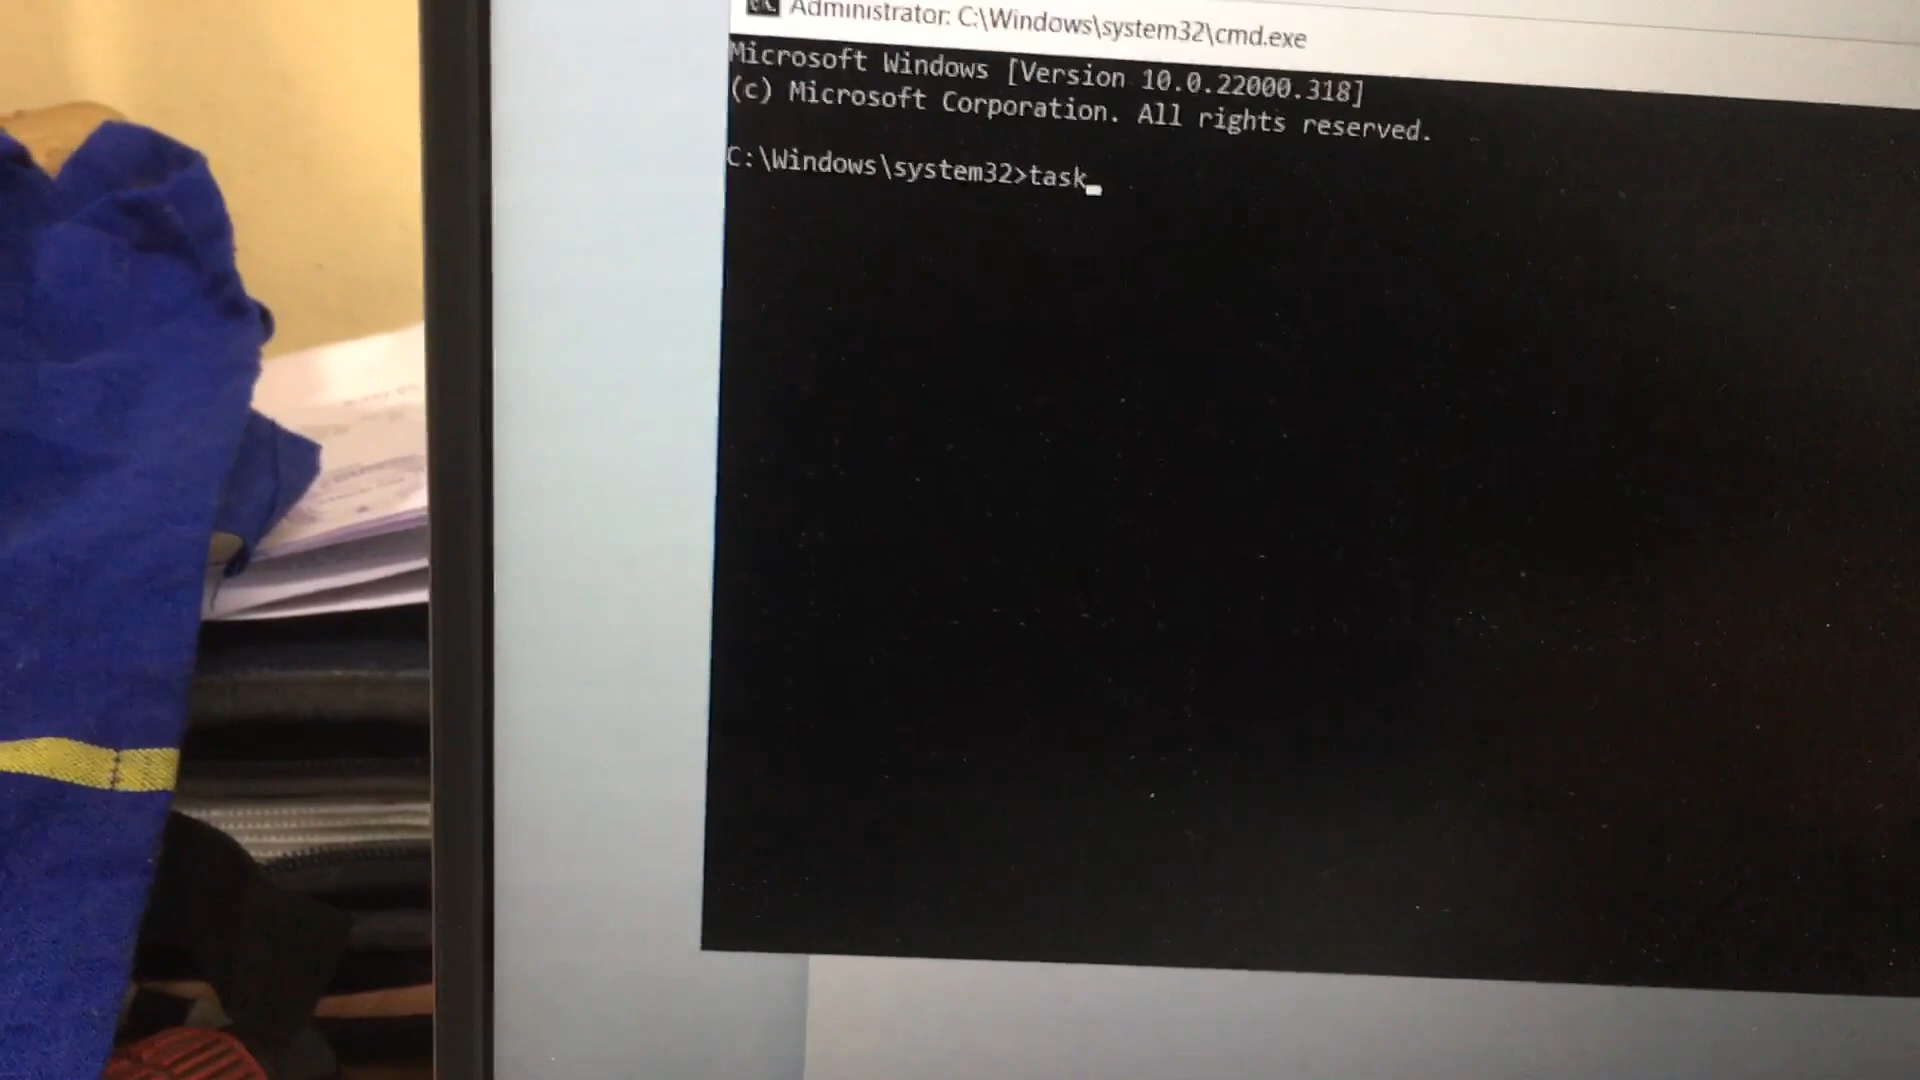 Administrator: C:\Windows\system32\cmd.exe
Microsoft Windows [Version 10.0.22000.318]
(c) Microsoft Corporation. All rights reserved.
C:\Windows\system32>task_